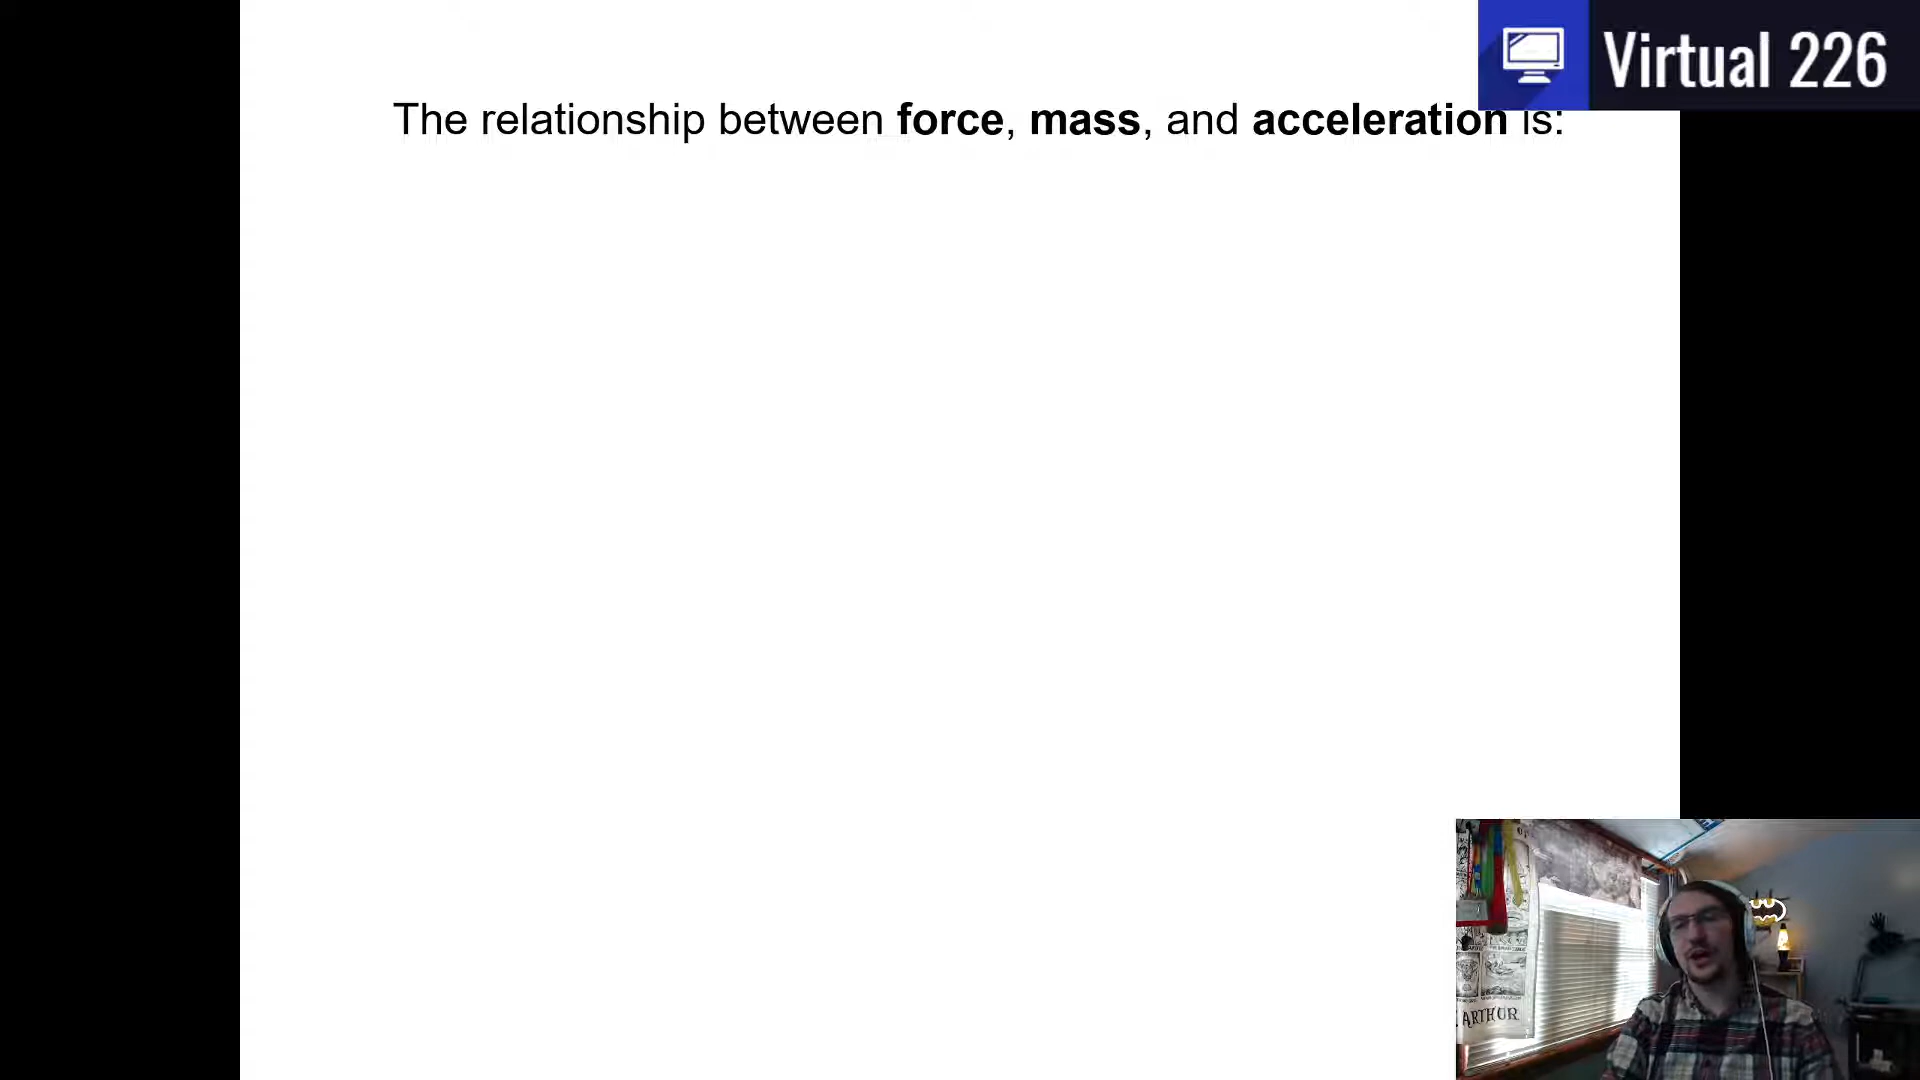 Virtual 226
The relationship between force, mass, and acceleration is:
ARTHUR